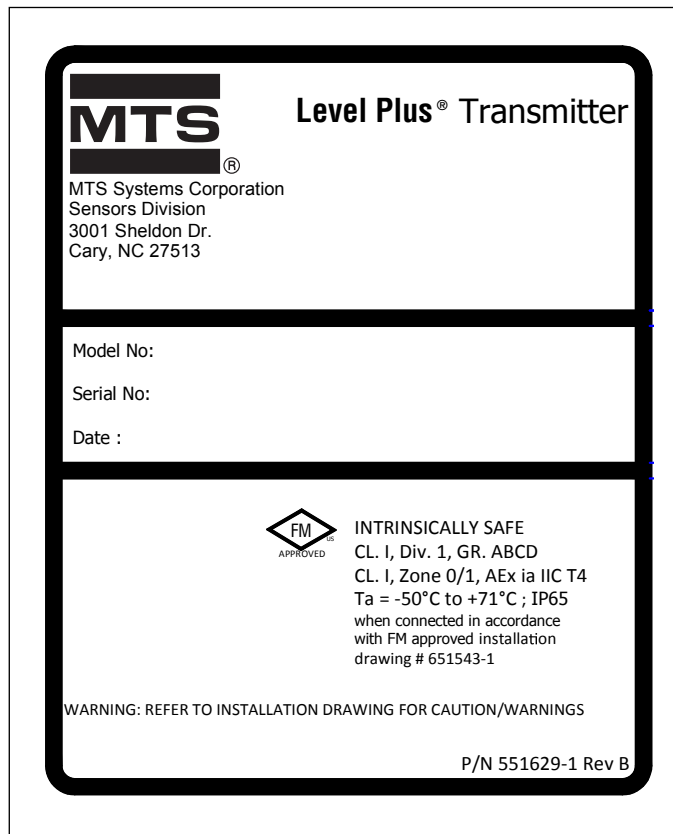 MTS
®
Level Plus® Transmitter
MTS Systems Corporation
Sensors Division
3001 Sheldon Dr.
Cary, NC 27513
Model No:
Serial No:
Date :
FM
us
APPROVED
INTRINSICALLY SAFE
CL. I, Div. 1, GR. ABCD
CL. I, Zone 0/1, AEx ia IIC T4
Ta = -50°C to +71°C ; IP65
when connected in accordance
with FM approved installation
drawing # 651543-1
WARNING: REFER TO INSTALLATION DRAWING FOR CAUTION/WARNINGS
P/N 551629-1 Rev B